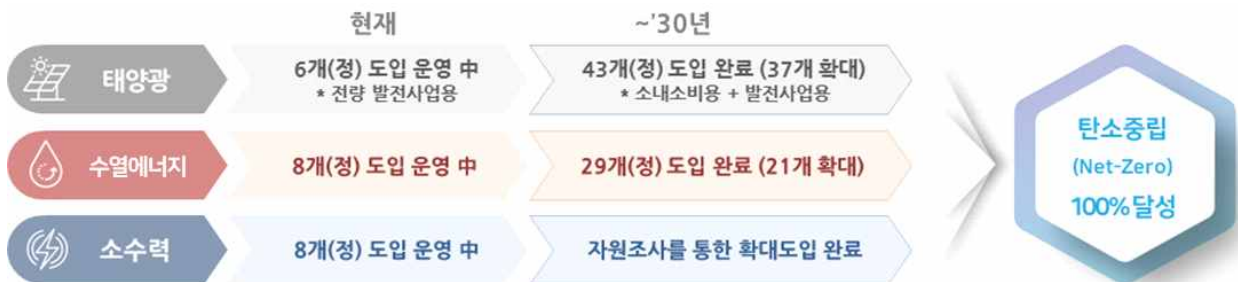 현재
~'30년
태양광
6개(정) 도입 운영 中
* 전량 발전사업용
43개(정) 도입 완료 (37개 확대)
* 소내소비용 + 발전사업용
수열에너지
8개(정) 도입 운영 中
29개(정) 도입 완료 (21개 확대)
소수력
8개(정) 도입 운영 中
자원조사를 통한 확대도입 완료
탄소중립
(Net-Zero)
100% 달성